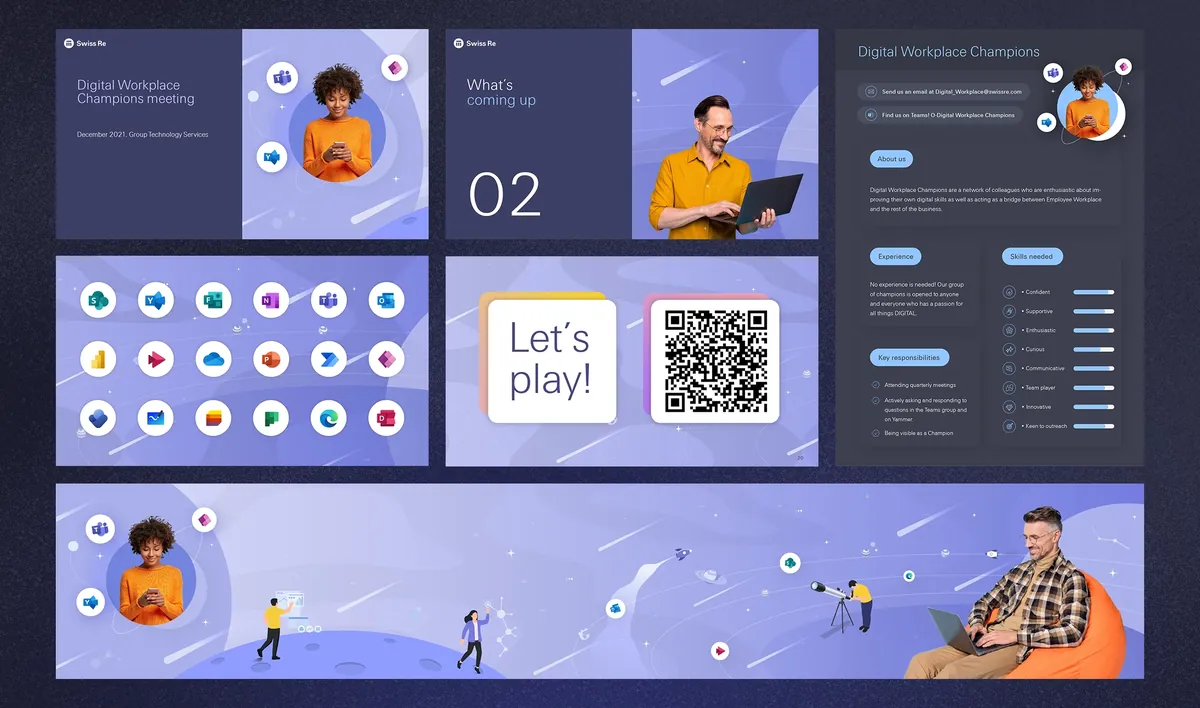 Swiss Re
Digital Workplace
Champions meeting
December 2021. Group Technology Services
Swiss Re
What's
coming up
02
Let's
play!
20
Digital Workplace Champions
Send us an email at Digital_Workplace@swissre.com
Find us on Teams! O-Digital Workplace Champions
About us
Digital Workplace Champions are a network of colleagues who are enthusiastic about im-
proving their own digital skills as well as acting as a bridge between Employee Workplace
and the rest of the business.
Experience
No experience is needed! Our group
of champions is opened to anyone
and everyone who has a passion for
all things DIGITAL.
Key responsibilities
Attending quarterly meetings
Actively asking and responding to
questions in the Teams group and
on Yammer.
Being visible as a Champion
Skills needed
• Confident
• Supportive
• Enthusiastic
• Curious
• Communicative
• Team player
• Innovative
• Keen to outreach